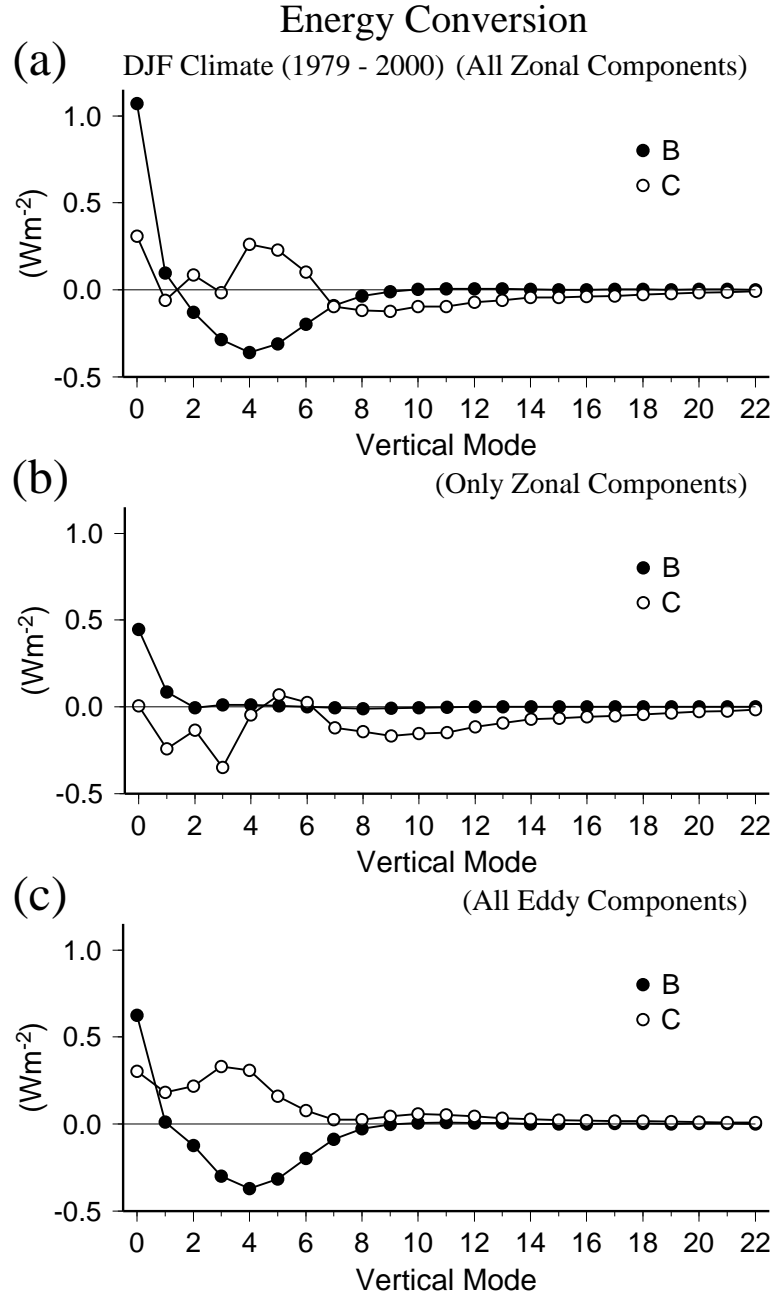 Energy Conversion
(a) DJF Climate (1979 - 2000) (All Zonal Components)
1.0
B
C
0.5
(Wm-2)
0.0
-0.5
0 2 4 6 8 10 12 14 16 18 20 22
Vertical Mode
(b) (Only Zonal Components)
1.0
B
C
0.5
(Wm-2)
0.0
-0.5
0 2 4 6 8 10 12 14 16 18 20 22
Vertical Mode
(c) (All Eddy Components)
1.0
B
C
0.5
(Wm-2)
0.0
-0.5
0 2 4 6 8 10 12 14 16 18 20 22
Vertical Mode